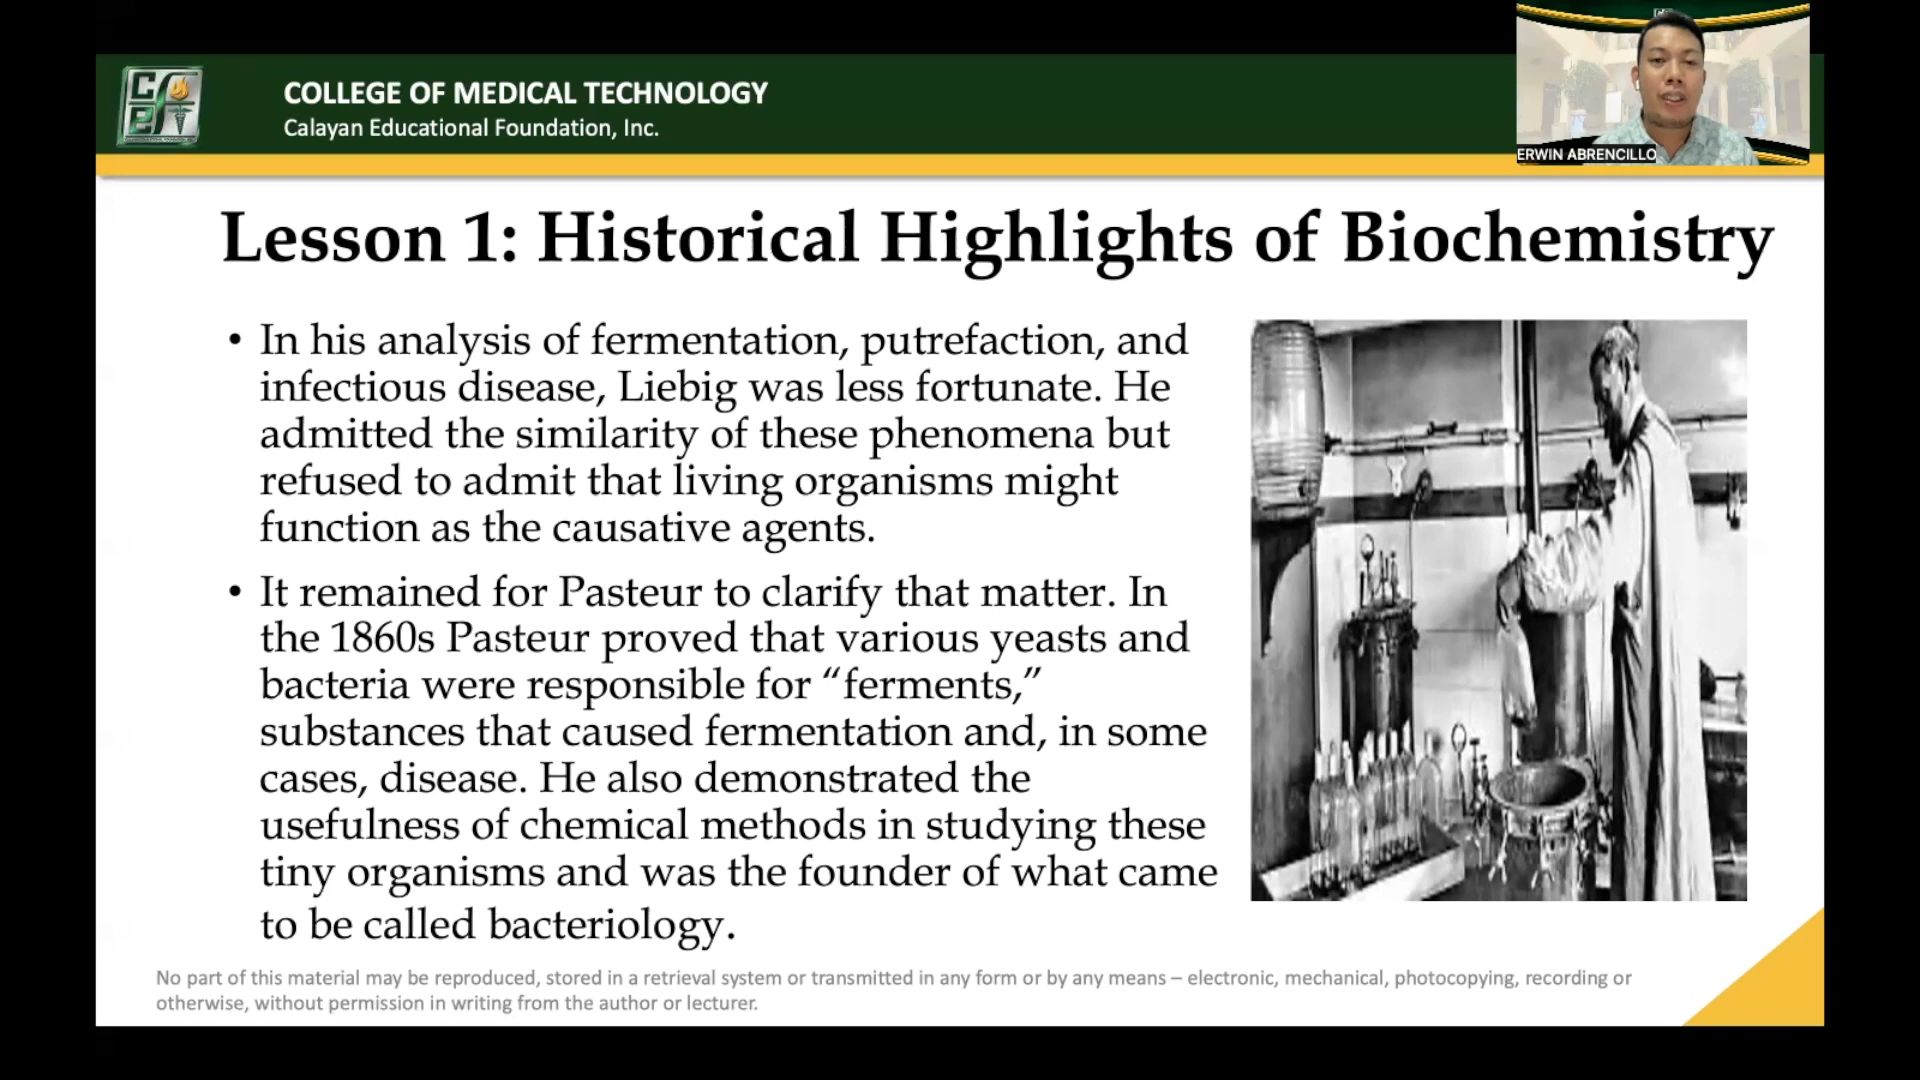 COLLEGE OF MEDICAL TECHNOLOGY
Calayan Educational Foundation, Inc.
ERWIN ABRENCILLO
Lesson 1: Historical Highlights of Biochemistry
• In his analysis of fermentation, putrefaction, and
infectious disease, Liebig was less fortunate. He
admitted the similarity of these phenomena but
refused to admit that living organisms might
function as the causative agents.
• It remained for Pasteur to clarify that matter. In
the 1860s Pasteur proved that various yeasts and
bacteria were responsible for “ferments,”
substances that caused fermentation and, in some
cases, disease. He also demonstrated the
usefulness of chemical methods in studying these
tiny organisms and was the founder of what came
to be called bacteriology.
No part of this material may be reproduced, stored in a retrieval system or transmitted in any form or by any means – electronic, mechanical, photocopying, recording or
otherwise, without permission in writing from the author or lecturer.